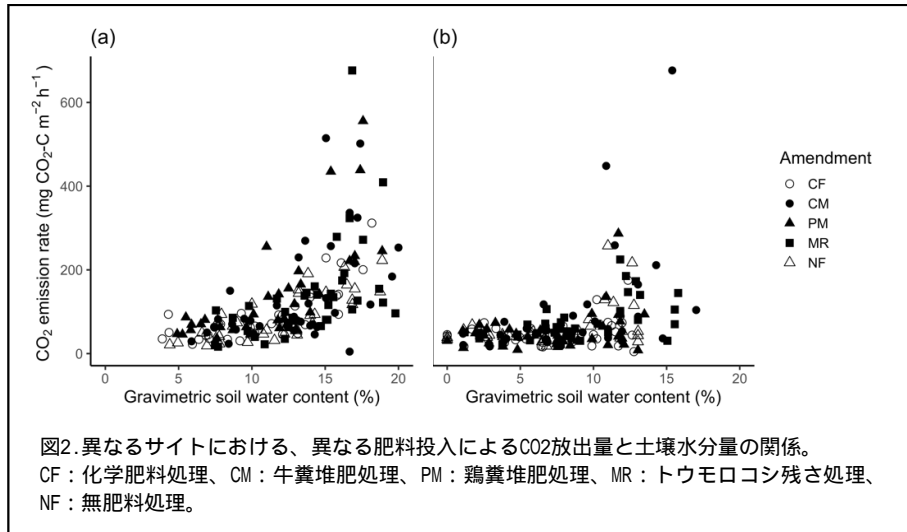 (a)
(b)
CO₂ emission rate (mg CO₂-C m⁻² h⁻¹)
600
400
200
0
0
5
10
15
20
Gravimetric soil water content (%)
0
5
10
15
20
Gravimetric soil water content (%)
Amendment
CF
CM
PM
MR
NF
図2.異なるサイトにおける、異なる肥料投入によるCO2放出量と土壌水分量の関係。
CF：化学肥料処理、CM：牛糞堆肥処理、PM：鶏糞堆肥処理、MR：トウモロコシ残さ処理、
NF：無肥料処理。